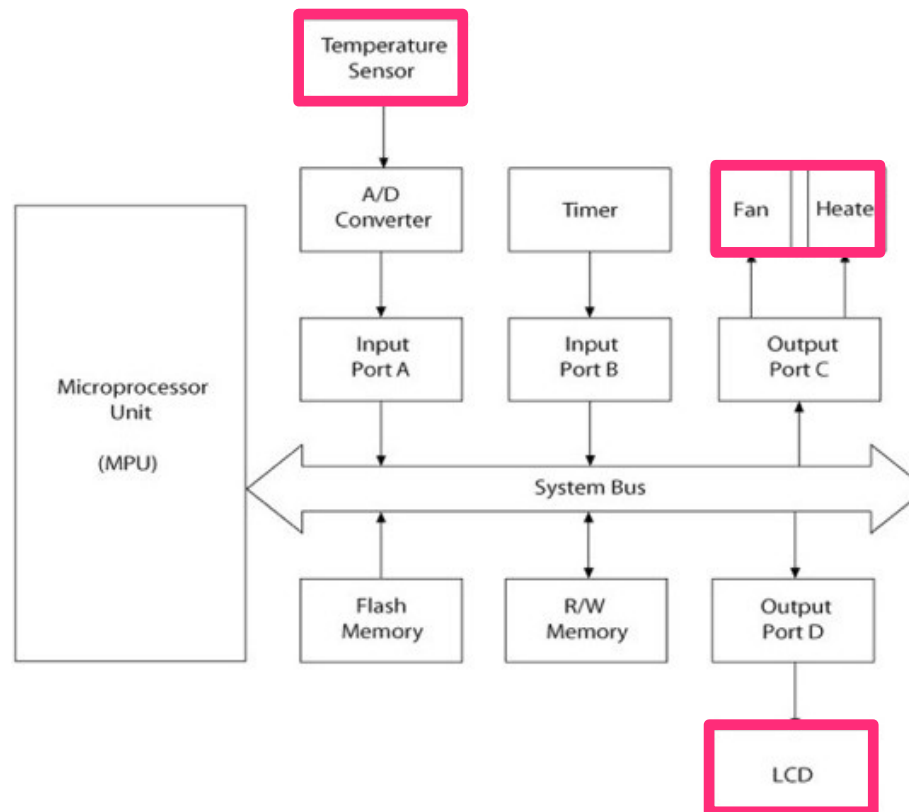 Temperature
Sensor
A/D
Converter
Timer
Fan
Heate
Input
Port A
Input
Port B
Output
Port C
Microprocessor
Unit
(MPU)
System Bus
Flash
Memory
R/W
Memory
Output
Port D
LCD